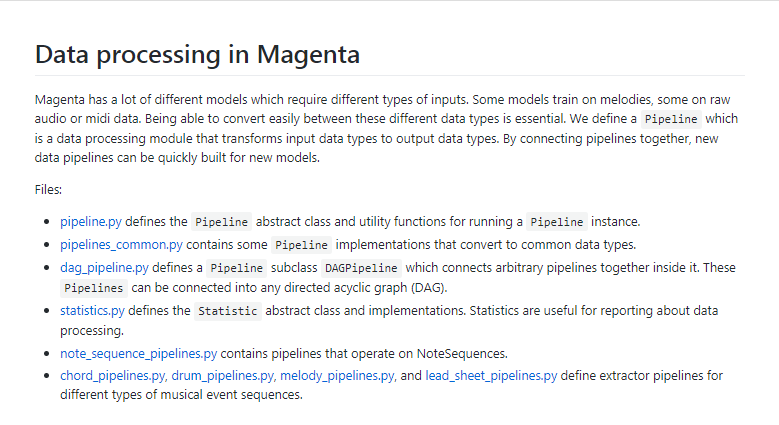 Data processing in Magenta
Magenta has a lot of different models which require different types of inputs. Some models train on melodies, some on raw
audio or midi data. Being able to convert easily between these different data types is essential. We define a Pipeline which
is a data processing module that transforms input data types to output data types. By connecting pipelines together, new
data pipelines can be quickly built for new models.
Files:
• pipeline.py defines the Pipeline abstract class and utility functions for running a Pipeline instance.
• pipelines_common.py contains some Pipeline implementations that convert to common data types.
• dag_pipeline.py defines a Pipeline subclass DAGPipeline which connects arbitrary pipelines together inside it. These
Pipelines can be connected into any directed acyclic graph (DAG).
• statistics.py defines the Statistic abstract class and implementations. Statistics are useful for reporting about data
processing.
• note_sequence_pipelines.py contains pipelines that operate on NoteSequences.
• chord_pipelines.py, drum_pipelines.py, melody_pipelines.py, and lead_sheet_pipelines.py define extractor pipelines for
different types of musical event sequences.